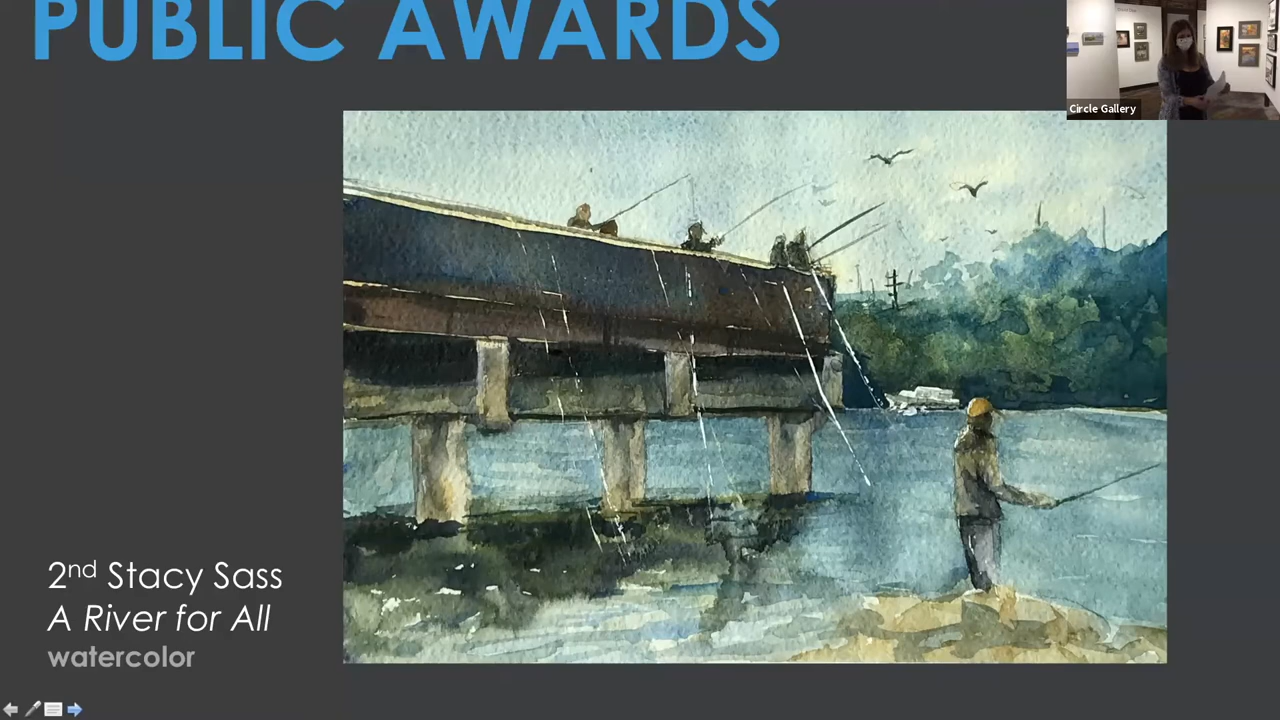 PUBLIC AWARDS
Circle Gallery
2nd Stacy Sass
A River for All
watercolor